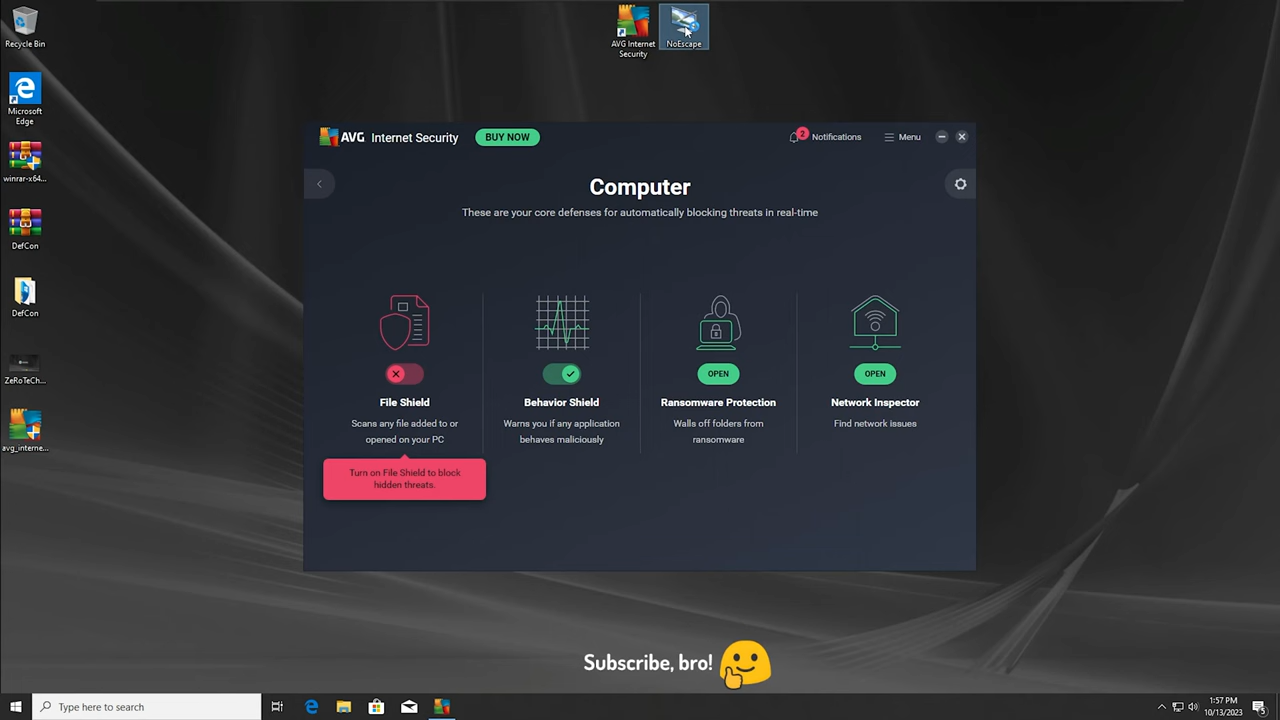 Recycle Bin
Microsoft
Edge
winrar-x64...
DefCon
DefCon
ZeRoTeCh...
avg_interne...
AVG Internet
Security
NoEscape
AVG Internet Security
BUY NOW
2
Notifications
Menu
Computer
These are your core defenses for automatically blocking threats in real-time
File Shield
Scans any file added to or
opened on your PC
Turn on File Shield to block
hidden threats.
Behavior Shield
Warns you if any application
behaves maliciously
OPEN
Ransomware Protection
Walls off folders from
ransomware
OPEN
Network Inspector
Find network issues
Subscribe, bro!
Type here to search
1:57 PM
10/13/2023